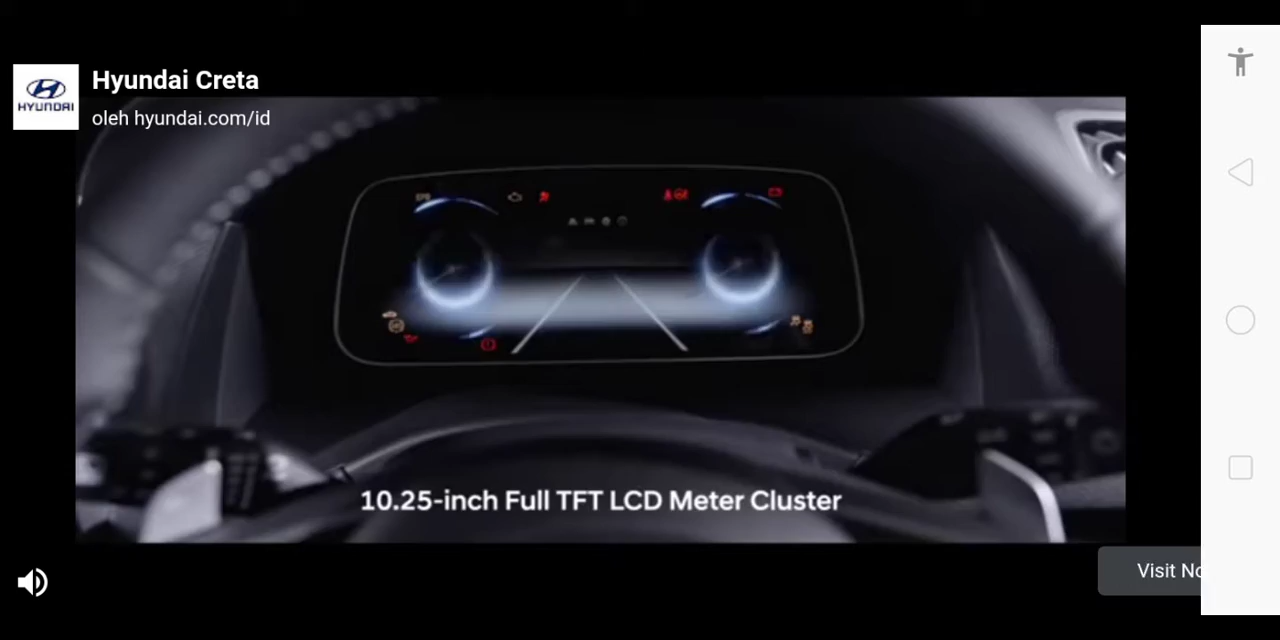 Hyundai Creta
HYUNDAI
oleh hyundai.com/id
10.25-inch Full TFT LCD Meter Cluster
Visit No